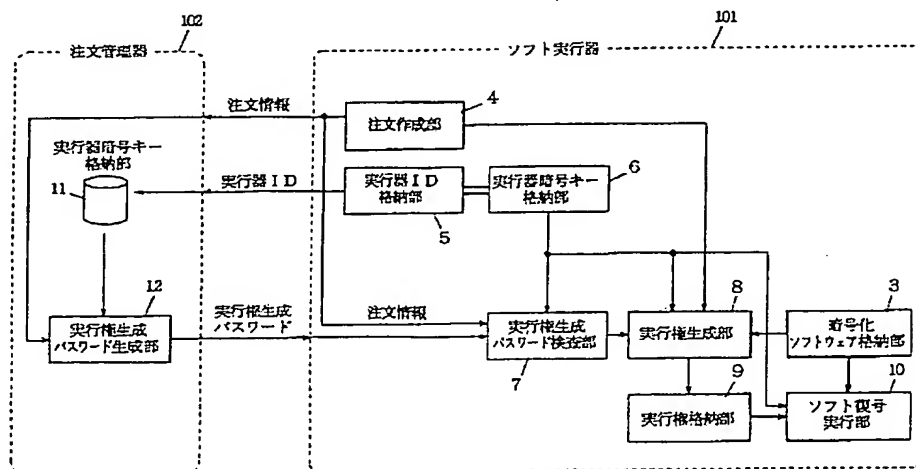 102
101
注文管理器
ソフト実行器
注文情報
4
注文作成部
実行器暗号キー
格納部
11
実行器ID
実行器ID
格納部
5
実行器暗号キー
格納部
6
12
実行権生成
パスワード生成部
実行権生成
パスワード
注文情報
実行権生成
パスワード検査部
7
8
実行権生成部
3
暗号化
ソフトウェア格納部
9
実行権格納部
10
ソフト復号
実行部